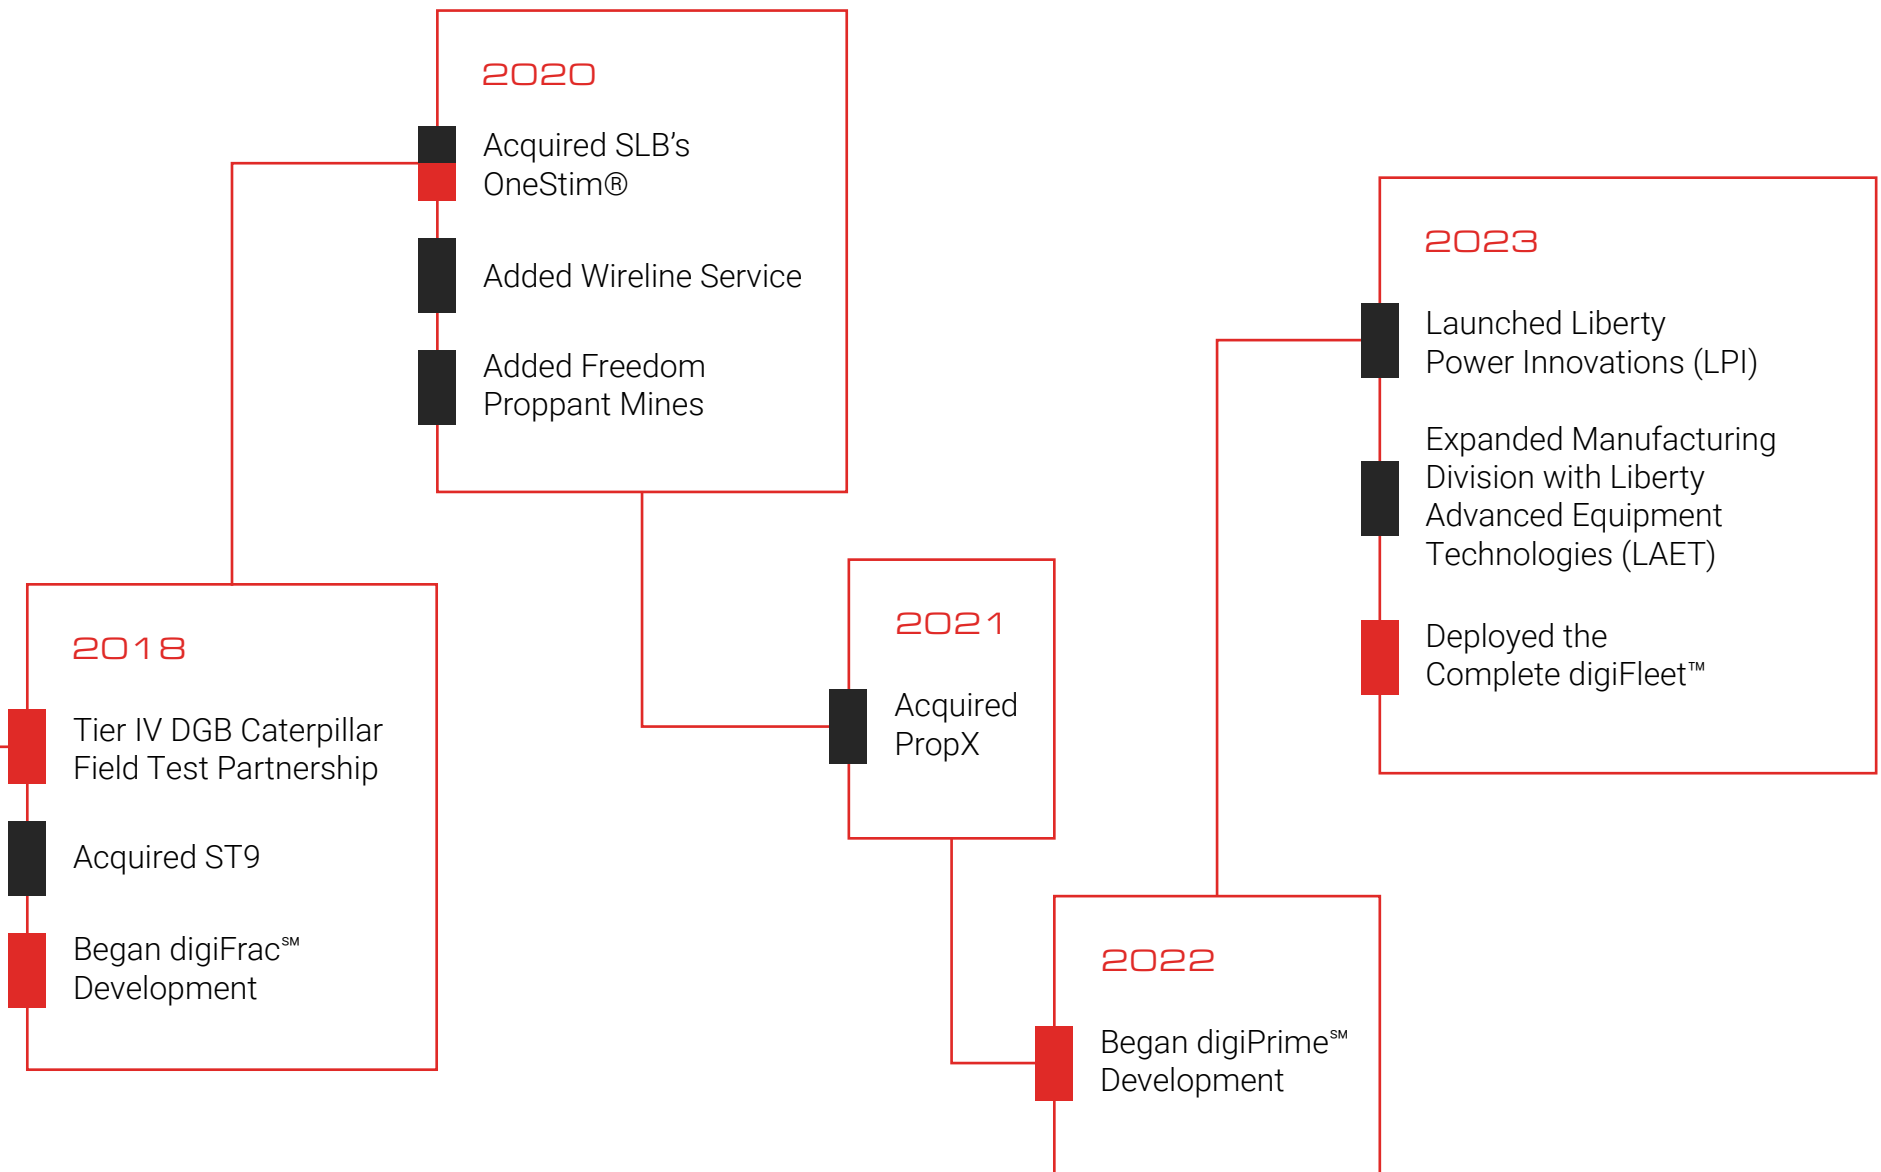 2018
Tier IV DGB Caterpillar
Field Test Partnership
Acquired ST9
Began digiFrac℠
Development
2020
Acquired SLB’s
OneStim®
Added Wireline Service
Added Freedom
Proppant Mines
2021
Acquired
PropX
2022
Began digiPrime℠
Development
2023
Launched Liberty
Power Innovations (LPI)
Expanded Manufacturing
Division with Liberty
Advanced Equipment
Technologies (LAET)
Deployed the
Complete digiFleet™